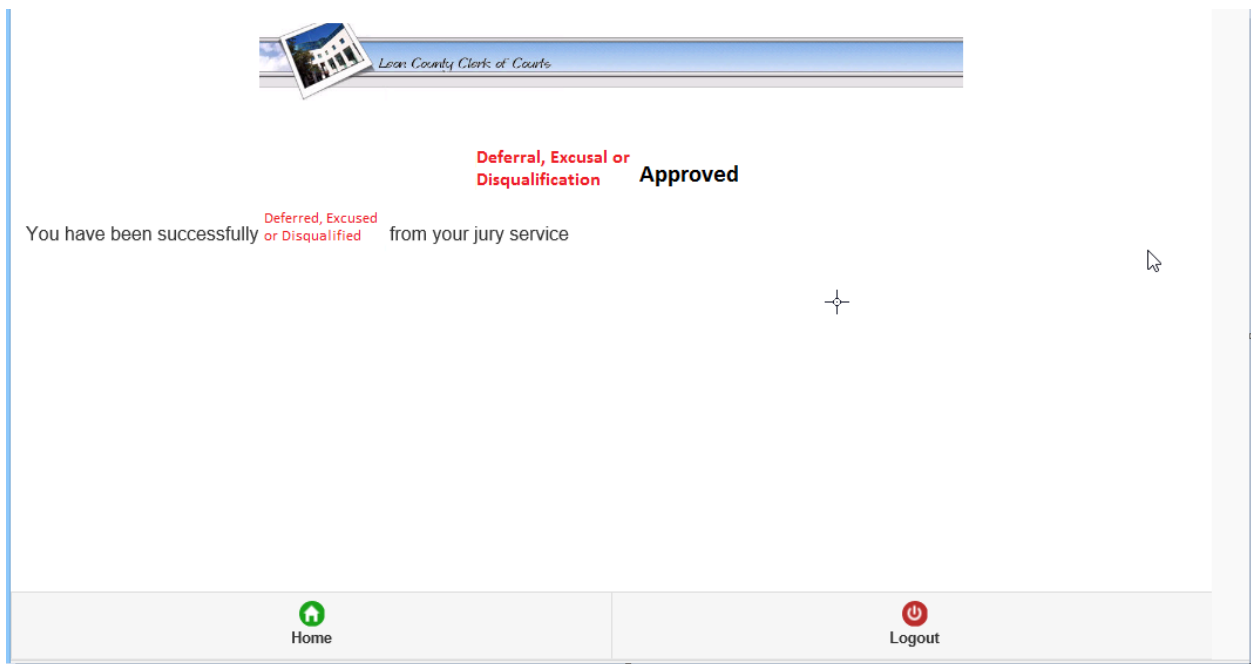 Leon County Clerk of Courts
Deferral, Excusal or
Disqualification Approved
Deferred, Excused
You have been successfully or Disqualified from your jury service
Home
Logout